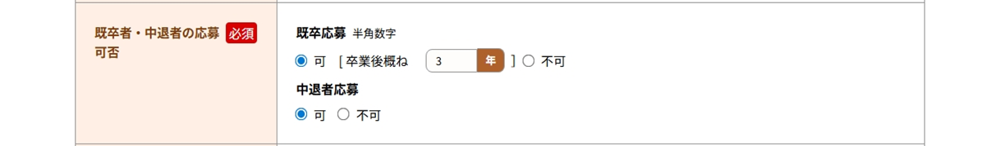 既卒者・中退者の応募 必須
可否
既卒応募 半角数字
可 [ 卒業後概ね 3 年 ] 不可
中退者応募
可 不可